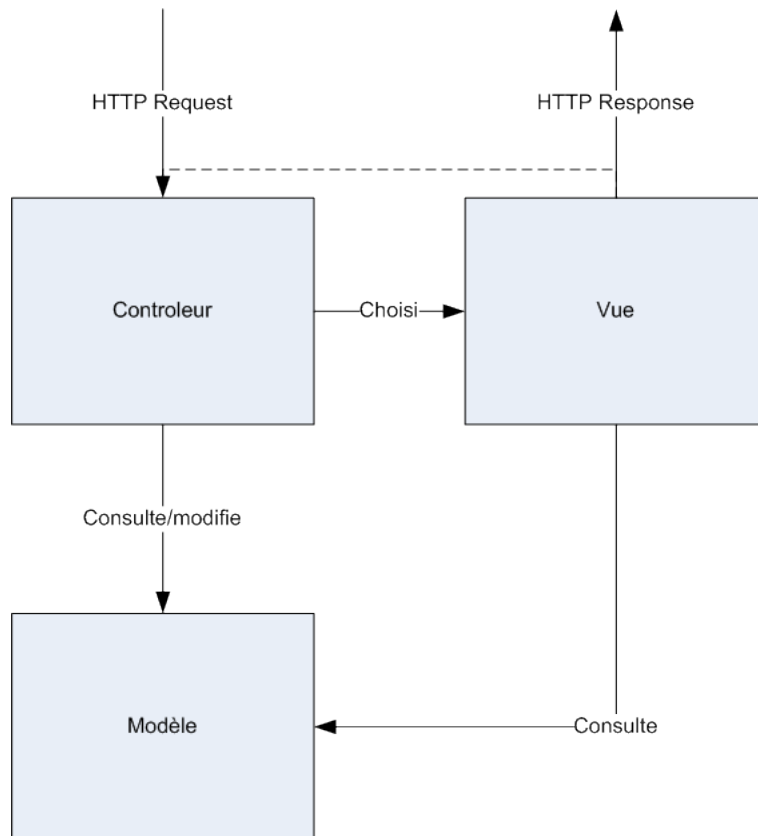 HTTP Request
HTTP Response
Controleur
Choisi
Vue
Consulte/modifie
Modèle
Consulte